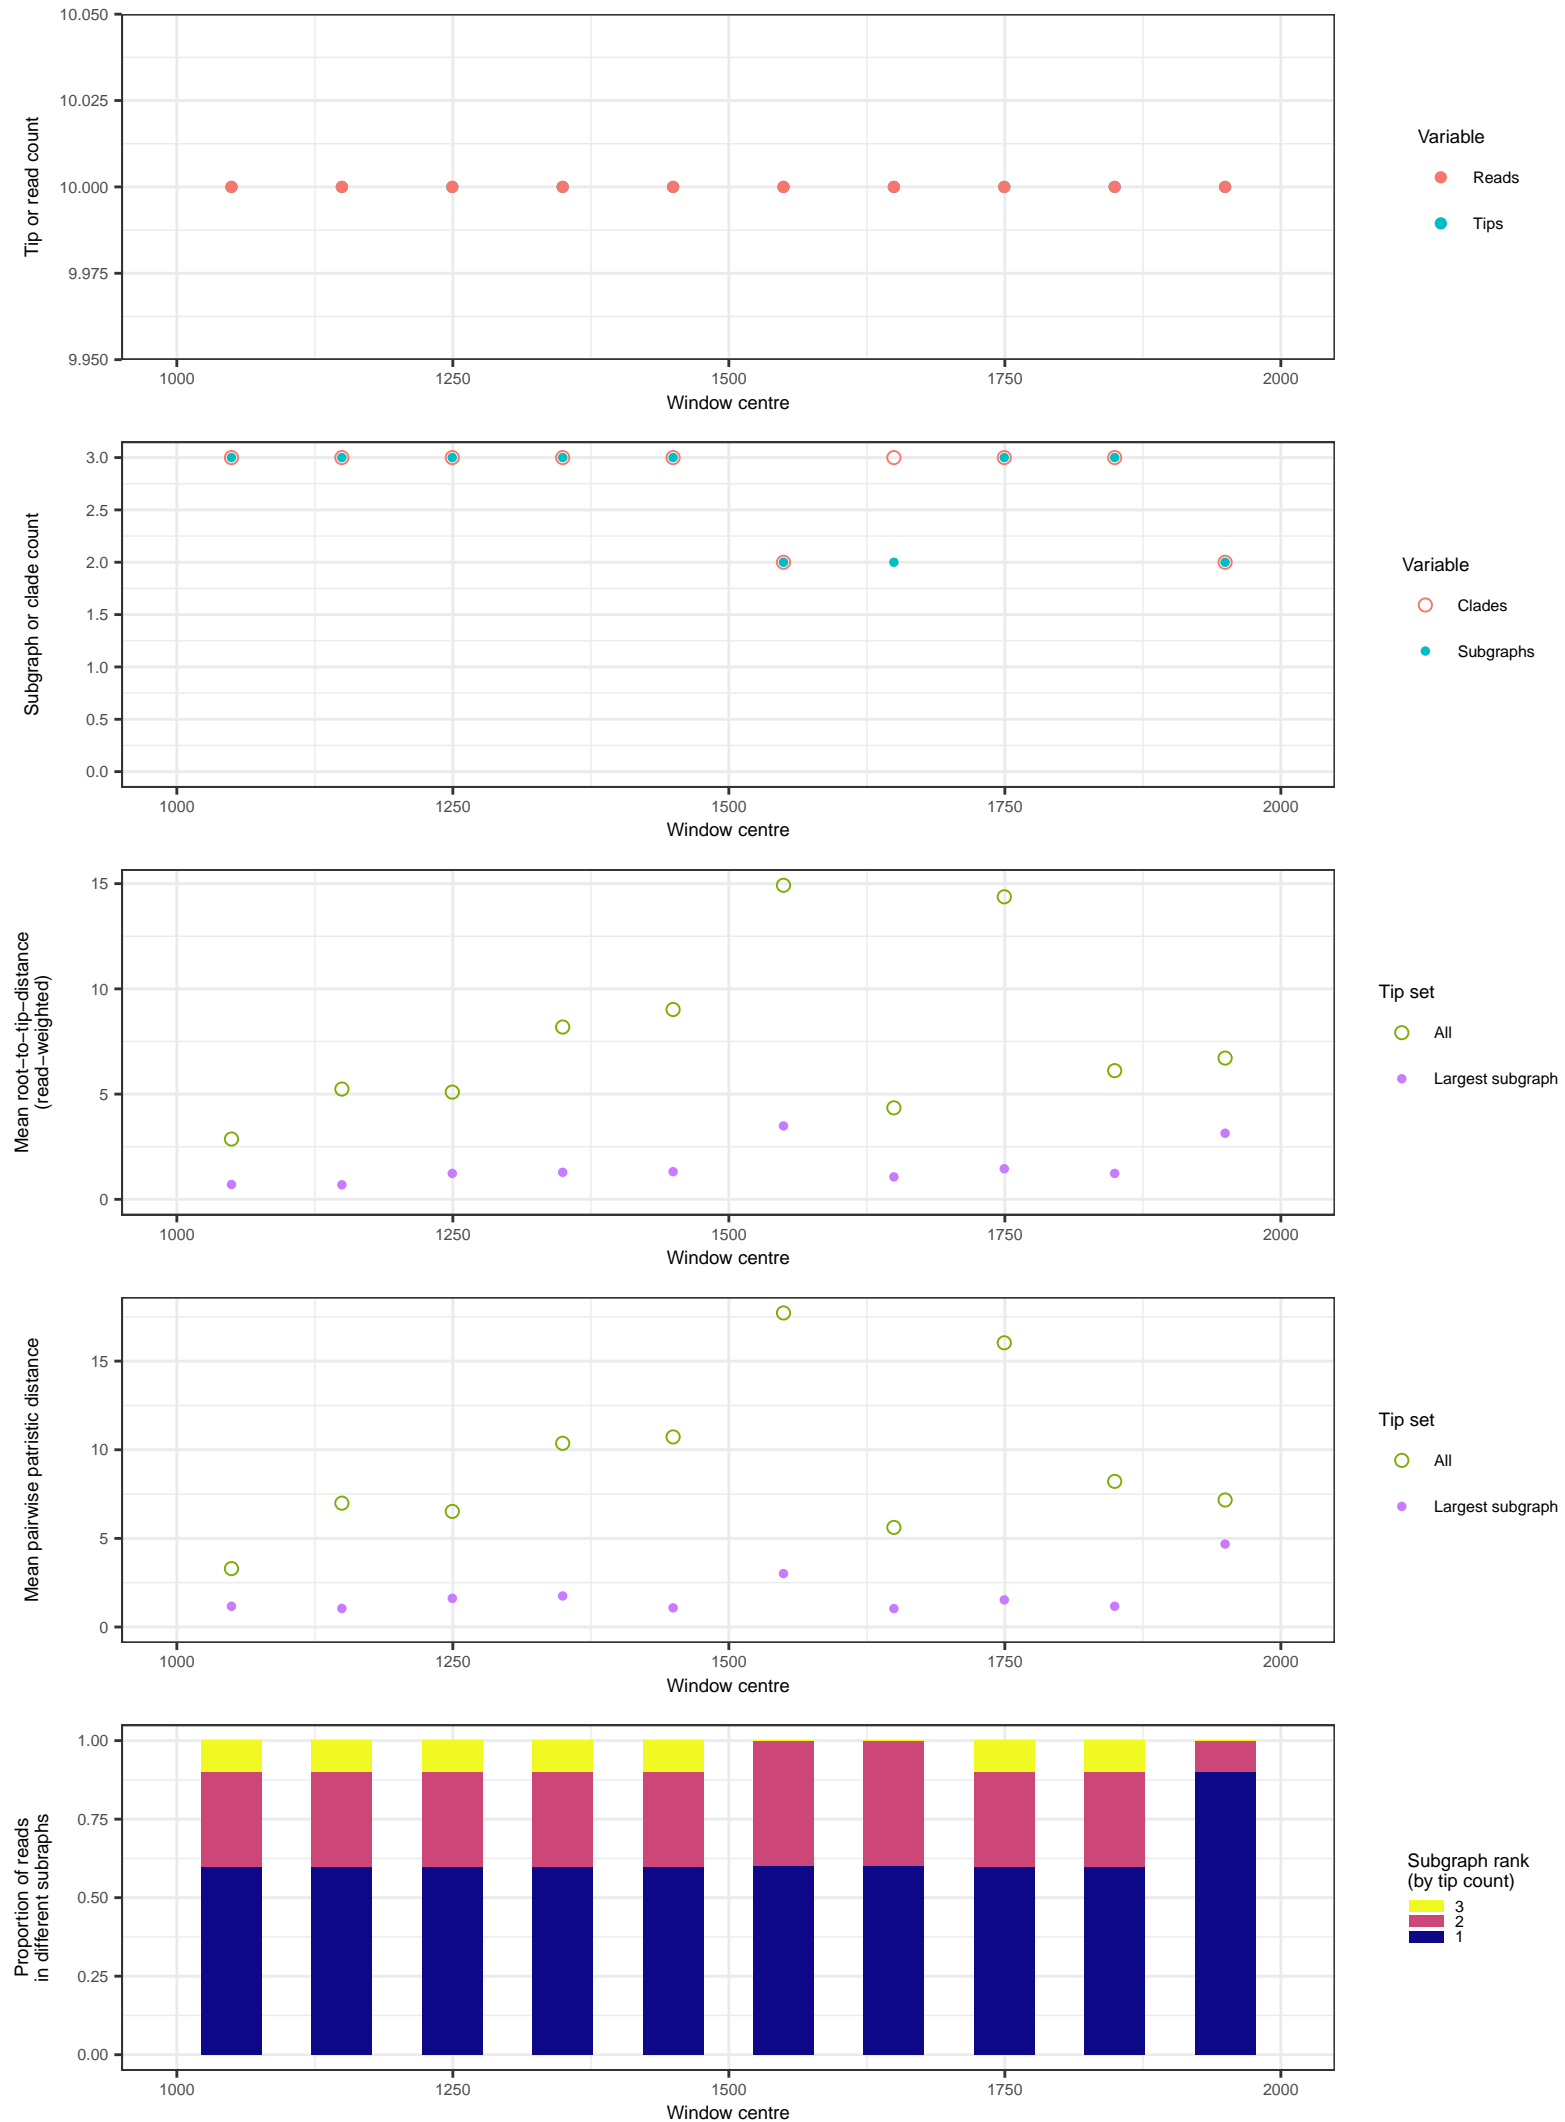 10.050
10.025
10.000
9.975
9.950
Tip or read count
1000 1250 1500 1750 2000
Window centre
Variable
Reads
Tips
3.0
2.5
2.0
1.5
1.0
0.5
0.0
Subgraph or clade count
1000 1250 1500 1750 2000
Window centre
Variable
Clades
Subgraphs
15
10
5
0
Mean root−to−tip−distance
(read−weighted)
1000 1250 1500 1750 2000
Window centre
Tip set
All
Largest subgraph
15
10
5
0
Mean pairwise patristic distance
1000 1250 1500 1750 2000
Window centre
Tip set
All
Largest subgraph
1.00
0.75
0.50
0.25
0.00
Proportion of reads
in different subraphs
1000 1250 1500 1750 2000
Window centre
Subgraph rank
(by tip count)
3
2
1